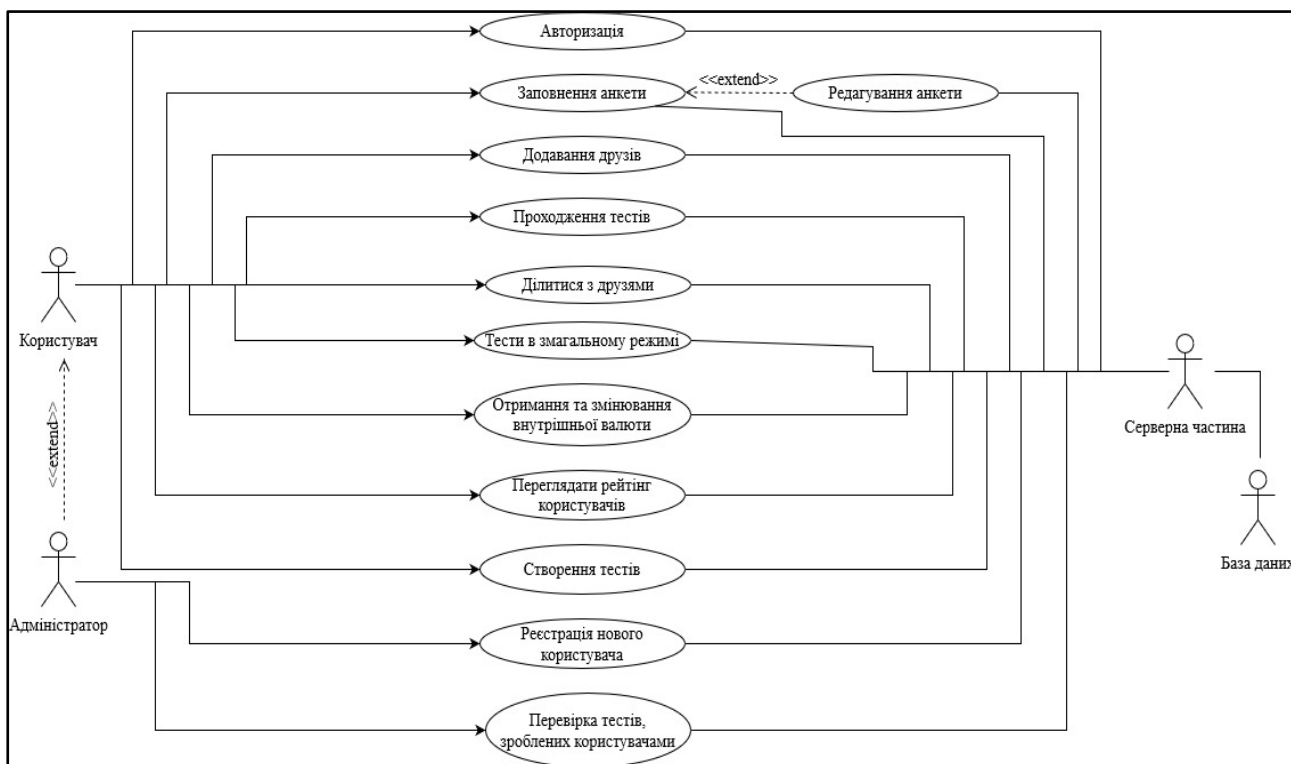 Авторизація
<<extend>>
Заповнення анкети
Редагування анкети
Додавання друзів
Проходження тестів
Ділитися з друзями
Користувач
Тести в змагальному режимі
<<extend>>
Отримання та змінювання
внутрішньої валюти
Серверна частина
Переглядати рейтінг
користувачів
Створення тестів
База даних
Адміністратор
Реєстрація нового
користувача
Перевірка тестів,
зроблених користувачами